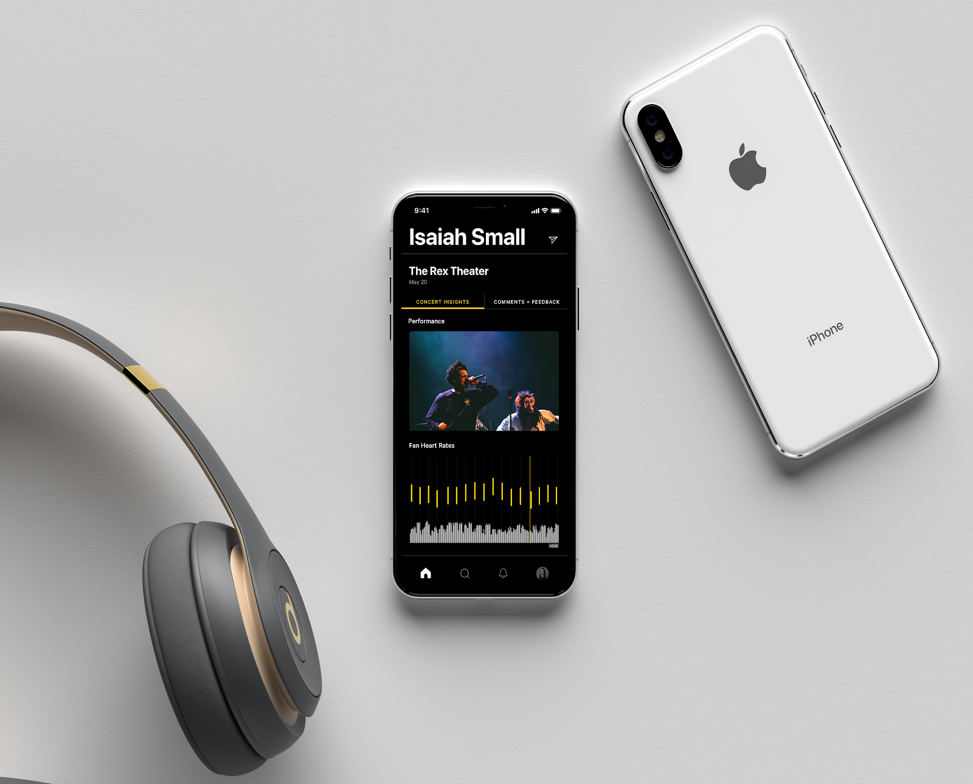 9:41
Isaiah Small
The Rex Theater
May 20
CONCERT INSIGHTS
COMMENTS + FEEDBACK
Performance
Fan Heart Rates
iPhone